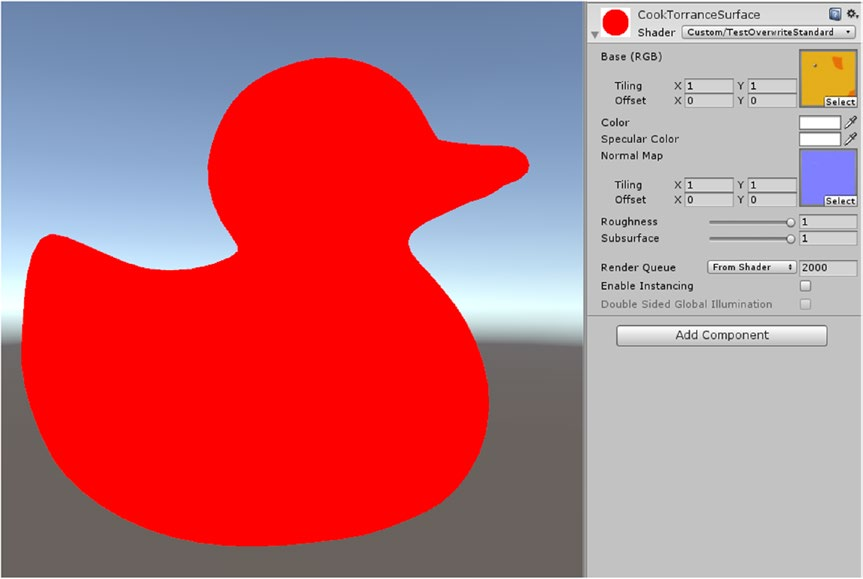 CookTorranceSurface
Shader Custom/TestOverwriteStandard
Base (RGB)
Tiling X 1 Y 1
Offset X 0 Y 0
Select
Color
Specular Color
Normal Map
Tiling X 1 Y 1
Offset X 0 Y 0
Select
Roughness 1
Subsurface 1
Render Queue From Shader 2000
Enable Instancing
Double Sided Global Illumination
Add Component